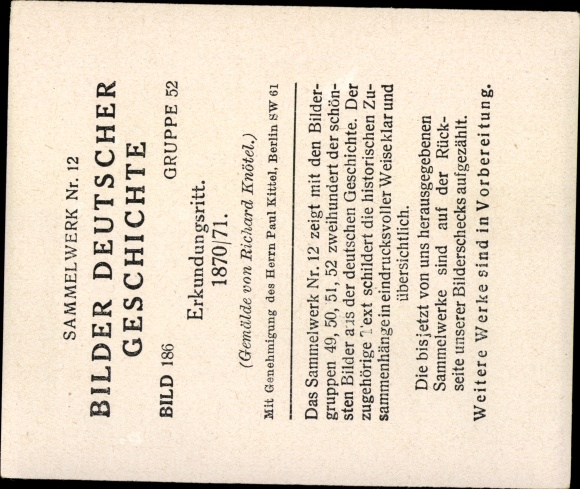 SAMMELWERK Nr. 12
BILDER DEUTSCHER
GESCHICHTE
BILD 186 GRUPPE 52
Erkundungsritt.
1870/71.
(Gemälde von Richard Knötel.)
Mit Genehmigung des Herrn Paul Kittel, Berlin SW 61
Das Sammelwerk Nr. 12 zeigt mit den Bilder-
gruppen 49, 50, 51, 52 zweihundert der schön-
sten Bilder aus der deutschen Geschichte. Der
zugehörige Text schildert die historischen Zu-
sammenhänge in eindrucksvoller Weise klar und
übersichtlich.
Die bis jetzt von uns herausgegebenen
Sammelwerke sind auf der Rück-
seite unserer Bilderschecks aufgezählt.
Weitere Werke sind in Vorbereitung.